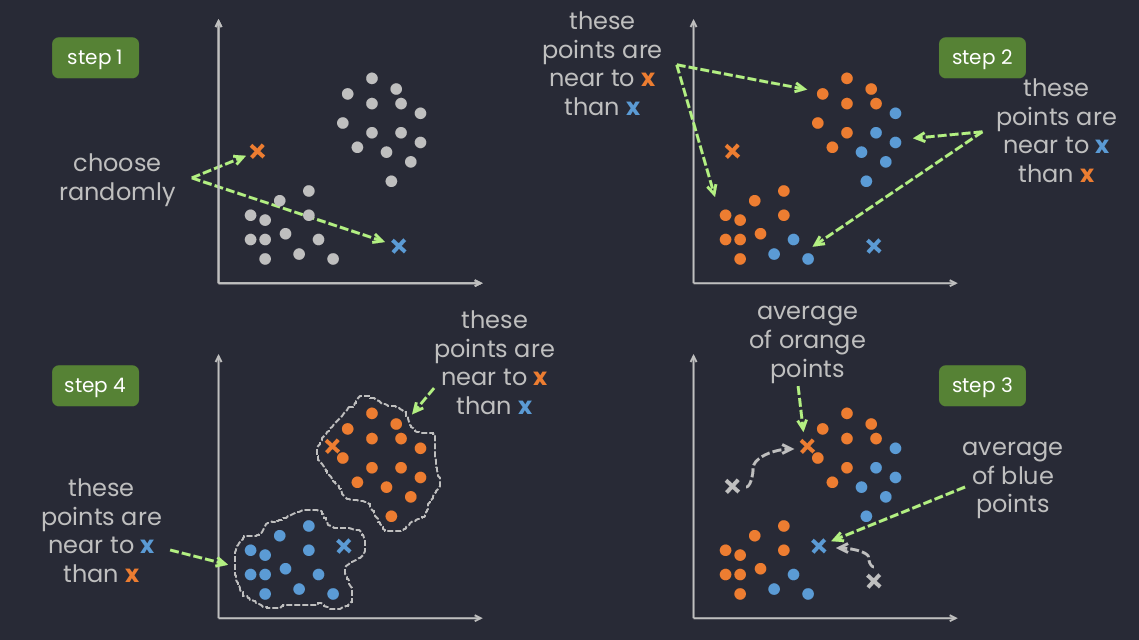 step 1
choose
randomly
step 2
these
points are
near to x
than x
these
points are
near to x
than x
step 3
average
of orange
points
average
of blue
points
step 4
these
points are
near to x
than x
these
points are
near to x
than x